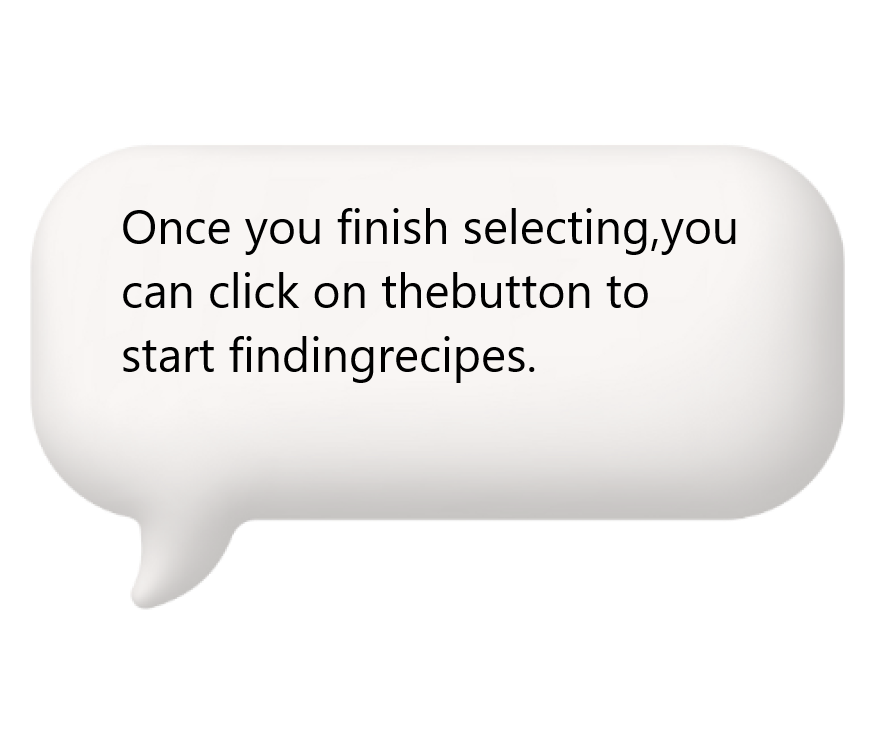 Once you finish selecting,you
can click on thebutton to
start findingrecipes.